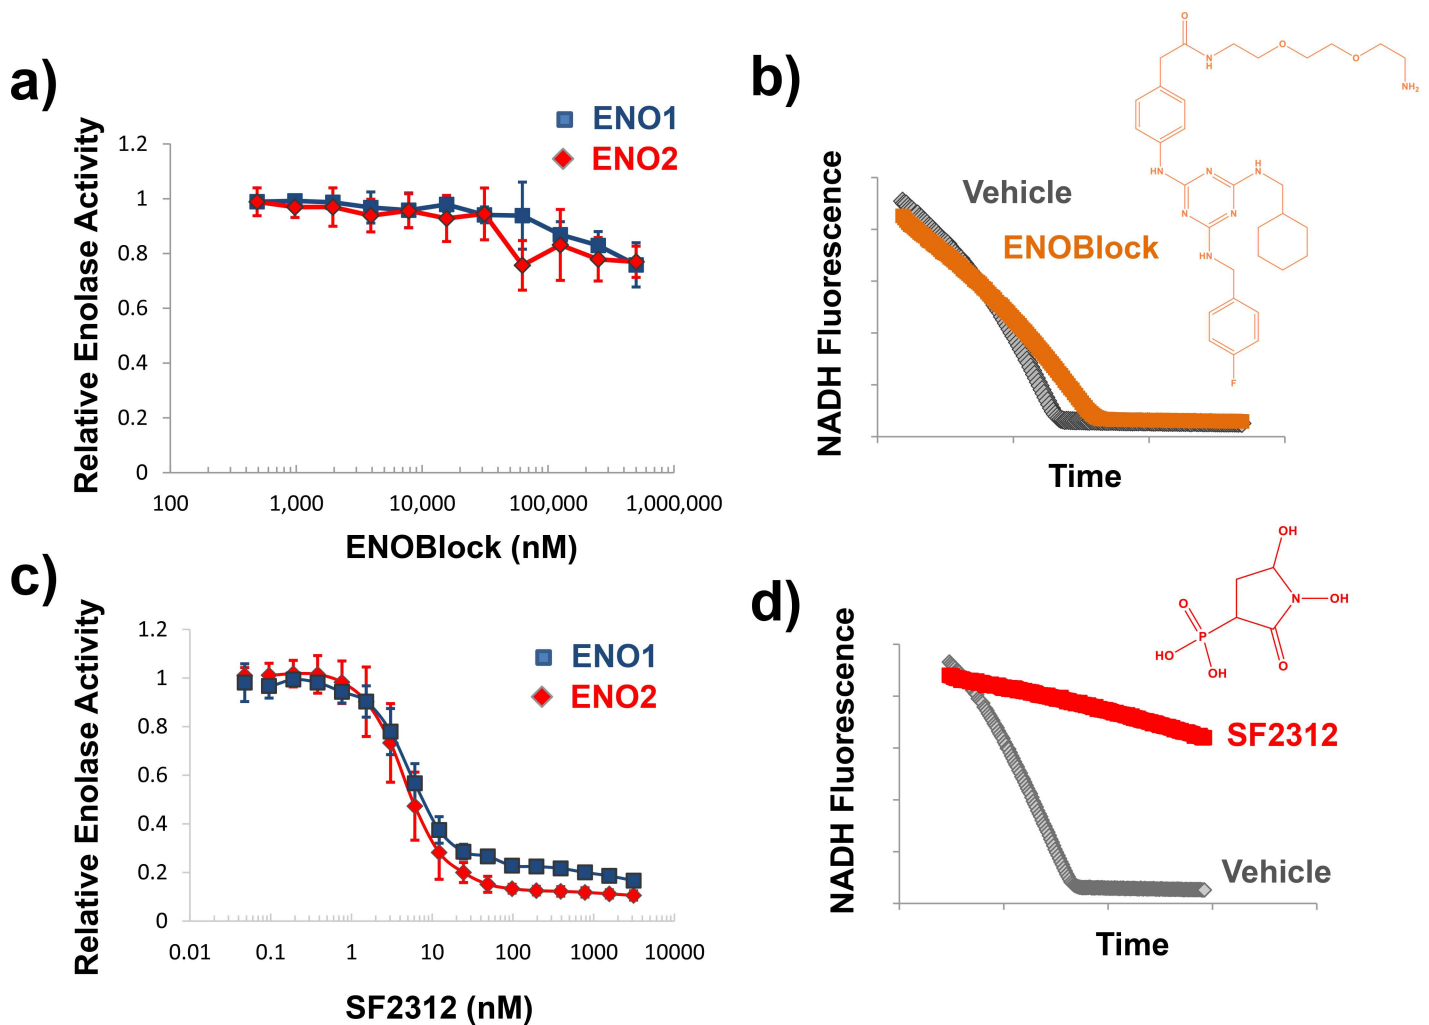 a)
ENO1
ENO2
Relative Enolase Activity
1.2
1
0.8
0.6
0.4
0.2
0
100
1,000
10,000
100,000
1,000,000
ENOBlock (nM)
b)
Vehicle
ENOBlock
NADH Fluorescence
Time
O
N
H
O
O
NH2
HN
N
N
N
H
N
HN
F
c)
ENO1
ENO2
Relative Enolase Activity
1.2
1
0.8
0.6
0.4
0.2
0
0.01
0.1
1
10
100
1000
10000
SF2312 (nM)
d)
SF2312
Vehicle
NADH Fluorescence
Time
OH
N
OH
O
P
HO
OH
O